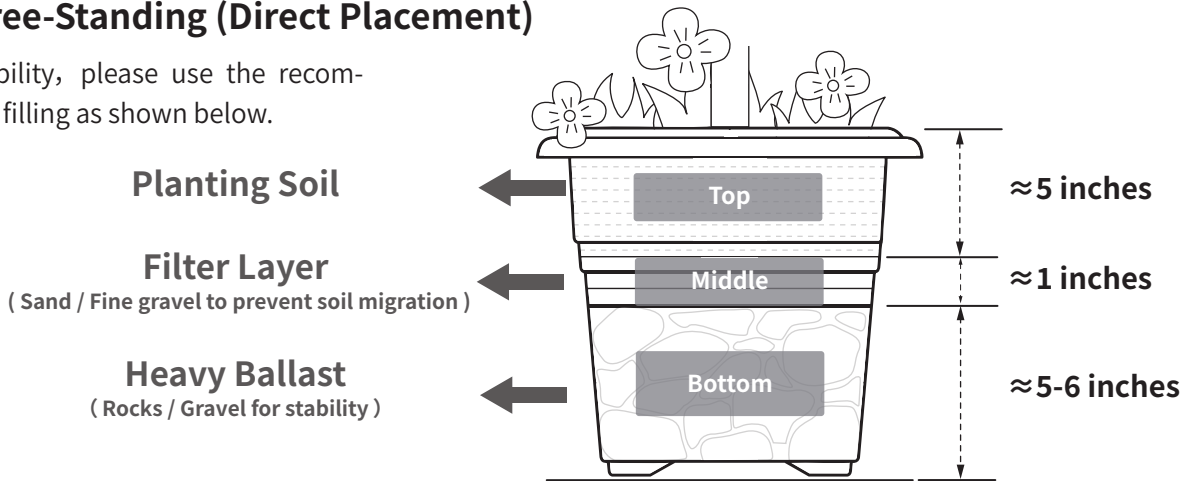 ree-Standing (Direct Placement)
bility, please use the recom-
filling as shown below.
Planting Soil
Top
≈5 inches
Filter Layer
( Sand / Fine gravel to prevent soil migration )
Middle
≈1 inches
Heavy Ballast
( Rocks / Gravel for stability )
Bottom
≈5-6 inches